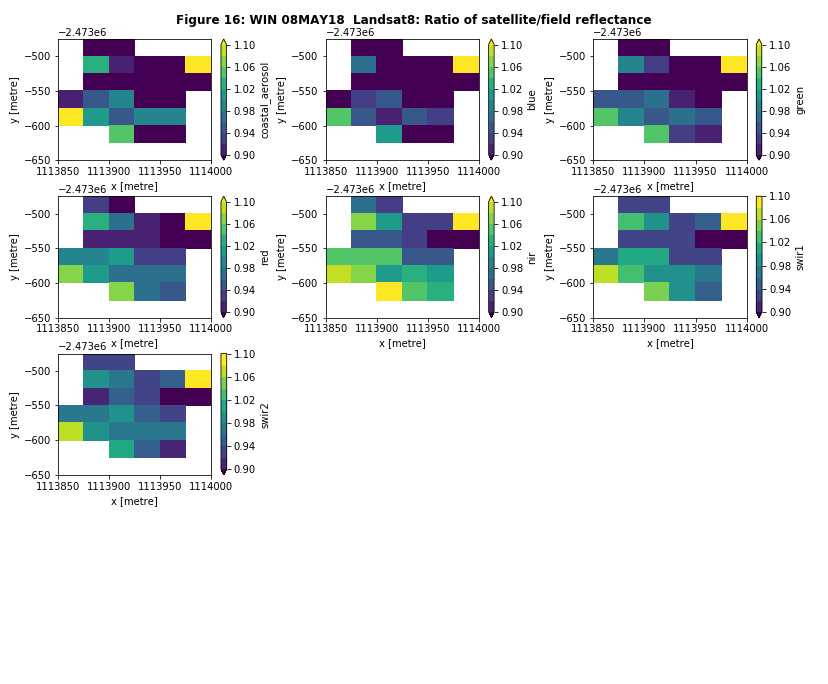 Figure 16: WIN 08MAY18  Landsat8: Ratio of satellite/field reflectance
−2.473e6 −2.473e6 −2.473e6
−500 1.10 −500 1.10 −500 1.10
1.06 1.06 1.06
−550 1.02 −550 1.02 −550 1.02
0.98 0.98 0.98
−600 0.94 −600 0.94 −600 0.94
0.90 0.90 0.90
−650 −650 −650
y [metre] coastal_aerosol y [metre] blue y [metre] green
1113850 1113900 1113950 1114000 1113850 1113900 1113950 1114000 1113850 1113900 1113950 1114000
x [metre] x [metre] x [metre]
−2.473e6 −2.473e6 −2.473e6
−500 1.10 −500 1.10 −500 1.10
1.06 1.06 1.06
−550 1.02 −550 1.02 −550 1.02
0.98 0.98 0.98
−600 0.94 −600 0.94 −600 0.94
0.90 0.90 0.90
−650 −650 −650
y [metre] red y [metre] nir y [metre] swir1
1113850 1113900 1113950 1114000 1113850 1113900 1113950 1114000 1113850 1113900 1113950 1114000
x [metre] x [metre] x [metre]
−2.473e6
−500 1.10
1.06
−550 1.02
0.98
−600 0.94
0.90
−650
y [metre] swir2
1113850 1113900 1113950 1114000
x [metre]